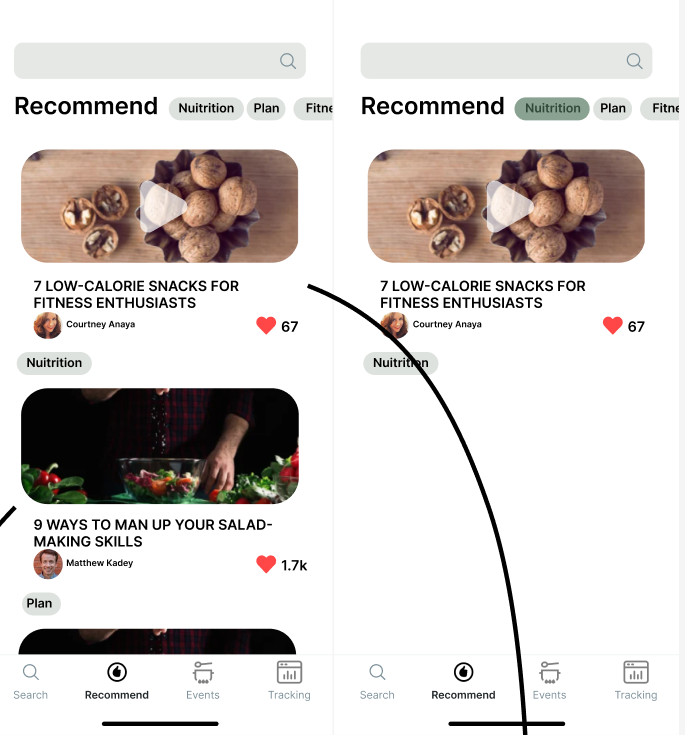 Recommend
Nuitrition
Plan
Fitne
7 LOW-CALORIE SNACKS FOR
FITNESS ENTHUSIASTS
Courtney Anaya
67
Nuitrition
9 WAYS TO MAN UP YOUR SALAD-
MAKING SKILLS
Matthew Kadey
1.7k
Plan
Search
Recommend
Events
Tracking
Recommend
Nuitrition
Plan
Fitne
7 LOW-CALORIE SNACKS FOR
FITNESS ENTHUSIASTS
Courtney Anaya
67
Nuitrition
Search
Recommend
Events
Tracking